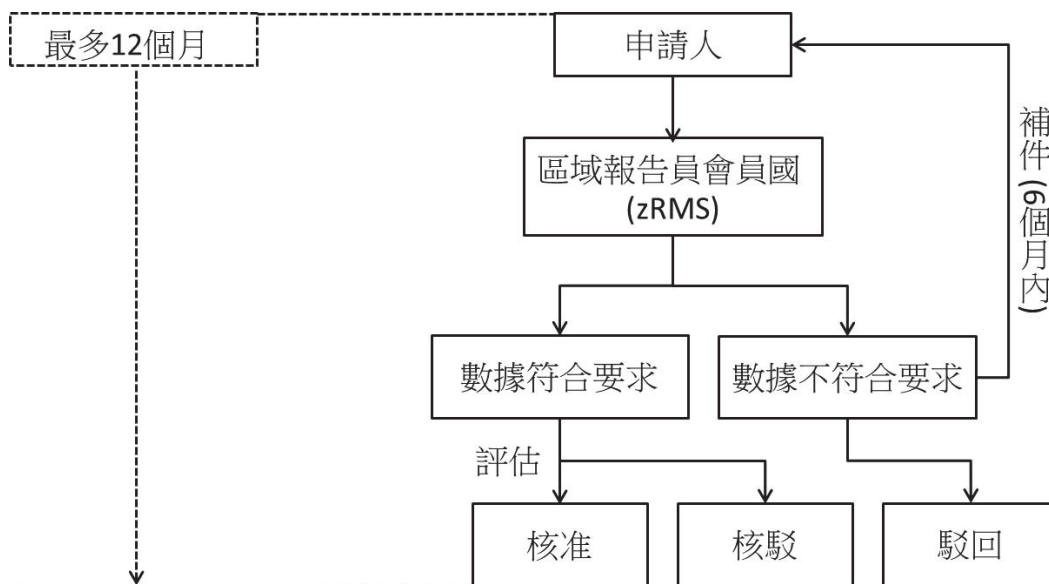 最多12個月
申請人
區域報告員會員國
(zRMS)
補件(6個月內)
數據符合要求
數據不符合要求
評估
核准
核駁
駁回